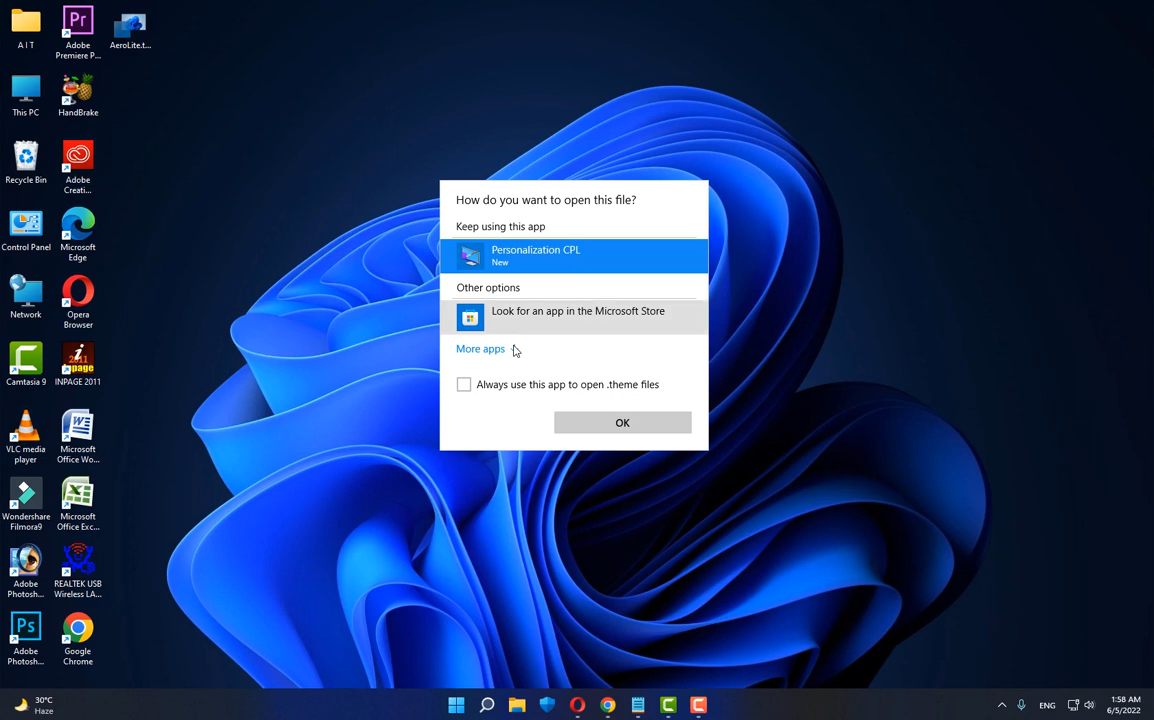 A I T
Adobe
Premiere P...
AeroLite.t...
This PC
HandBrake
Recycle Bin
Adobe
Creati...
Control Panel
Microsoft
Edge
Network
Opera
Browser
Camtasia 9
2011
inpage
INPAGE 2011
VLC media
player
Microsoft
Office Wo...
Wondershare
Filmora9
Microsoft
Office Exc...
Adobe
Photosh...
REALTEK USB
Wireless LA...
Adobe
Photosh...
Google
Chrome
Pr
Ps
How do you want to open this file?
Keep using this app
Personalization CPL
New
Other options
Look for an app in the Microsoft Store
More apps
Always use this app to open .theme files
OK
30°C
Haze
ENG
1:58 AM
6/5/2022